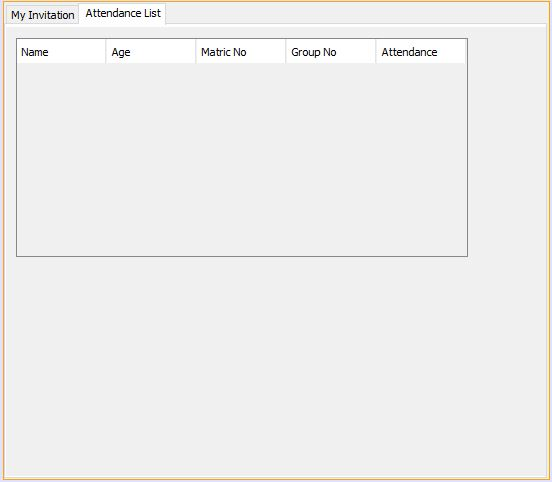 My Invitation Attendance List
Name Age Matric No Group No Attendance